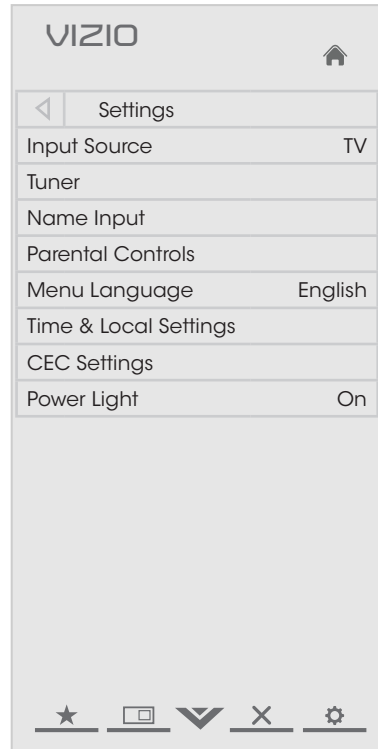 VIZIO
Settings
Input Source TV
Tuner
Name Input
Parental Controls
Menu Language English
Time & Local Settings
CEC Settings
Power Light On